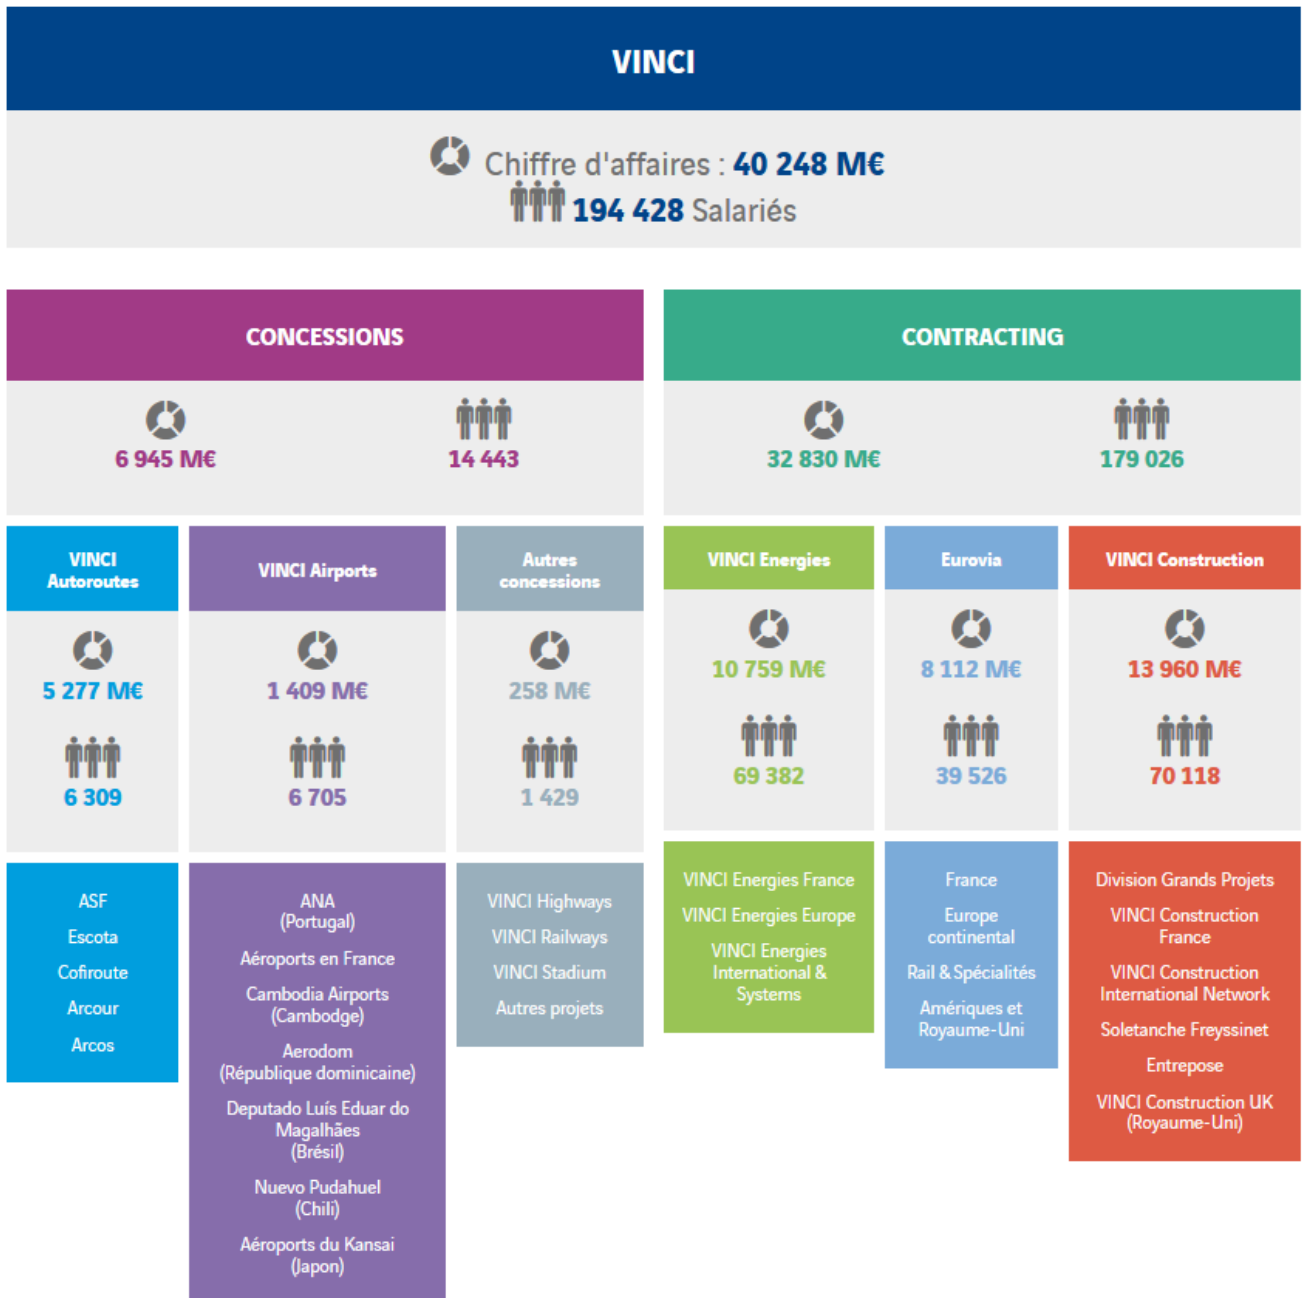 VINCI
Chiffre d'affaires : 40 248 M€
194 428 Salariés
CONCESSIONS
6 945 M€
14 443
CONTRACTING
32 830 M€
179 026
VINCI
Autoroutes
5 277 M€
6 309
ASF
Escota
Cofiroute
Arcour
Arcos
VINCI Airports
1 409 M€
6 705
ANA
(Portugal)
Aéroports en France
Cambodia Airports
(Cambodge)
Aerodom
(République dominicaine)
Deputado Luís Eduar do
Magalhães
(Brésil)
Nuevo Pudahuel
(Chili)
Aéroports du Kansai
(Japon)
Autres
concessions
258 M€
1 429
VINCI Highways
VINCI Railways
VINCI Stadium
Autres projets
VINCI Energies
10 759 M€
69 382
VINCI Energies France
VINCI Energies Europe
VINCI Energies
International &
Systems
Eurovia
8 112 M€
39 526
France
Europe
continental
Rail & Spécialités
Amériques et
Royaume-Uni
VINCI Construction
13 960 M€
70 118
Division Grands Projets
VINCI Construction
France
VINCI Construction
International Network
Soletanche Freyssinet
Entrepose
VINCI Construction UK
(Royaume-Uni)